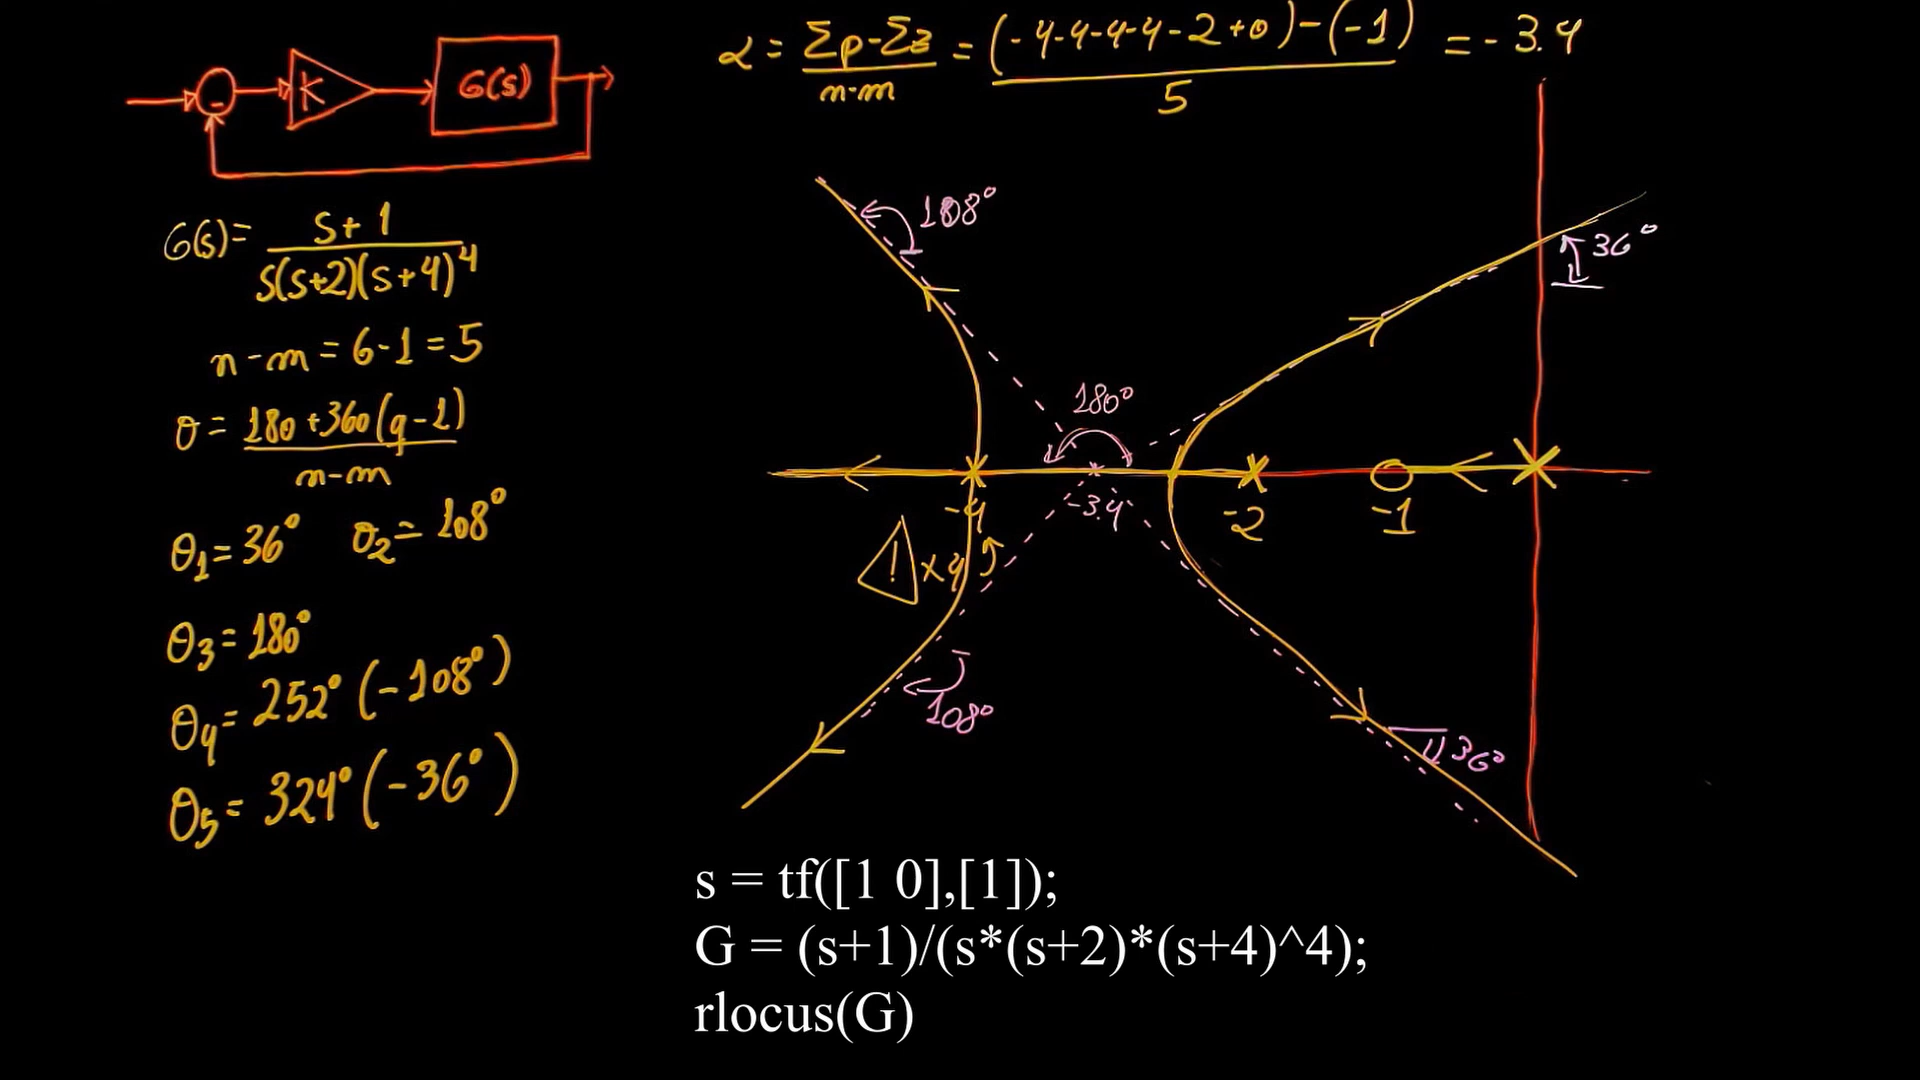 α = Σp-Σz / n-m = (-4-4-4-4-2+0)-(-1) / 5 = -3.4
- K G(s)
G(s)= s+1 / s(s+2)(s+4)^4
n-m = 6-1 = 5
θ = 180+360(q-1) / n-m
θ1=36° θ2=108°
θ3=180°
θ4=252° (-108°)
θ5=324° (-36°)
108°
36°
180°
-4 -3.4 -2 -1
! x4
108°
36°
s = tf([1 0],[1]);
G = (s+1)/(s*(s+2)*(s+4)^4);
rlocus(G)